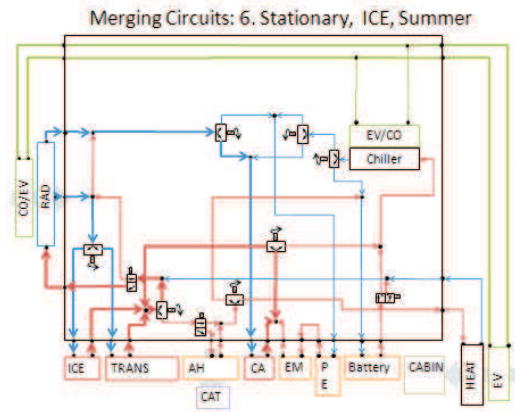 Merging Circuits: 6. Stationary, ICE, Summer
EV/CO
Chiller
CO/EV
RAD
ICE
TRANS
AH
CA
EM
P
E
Battery
CABIN
HEAT
EV
CAT